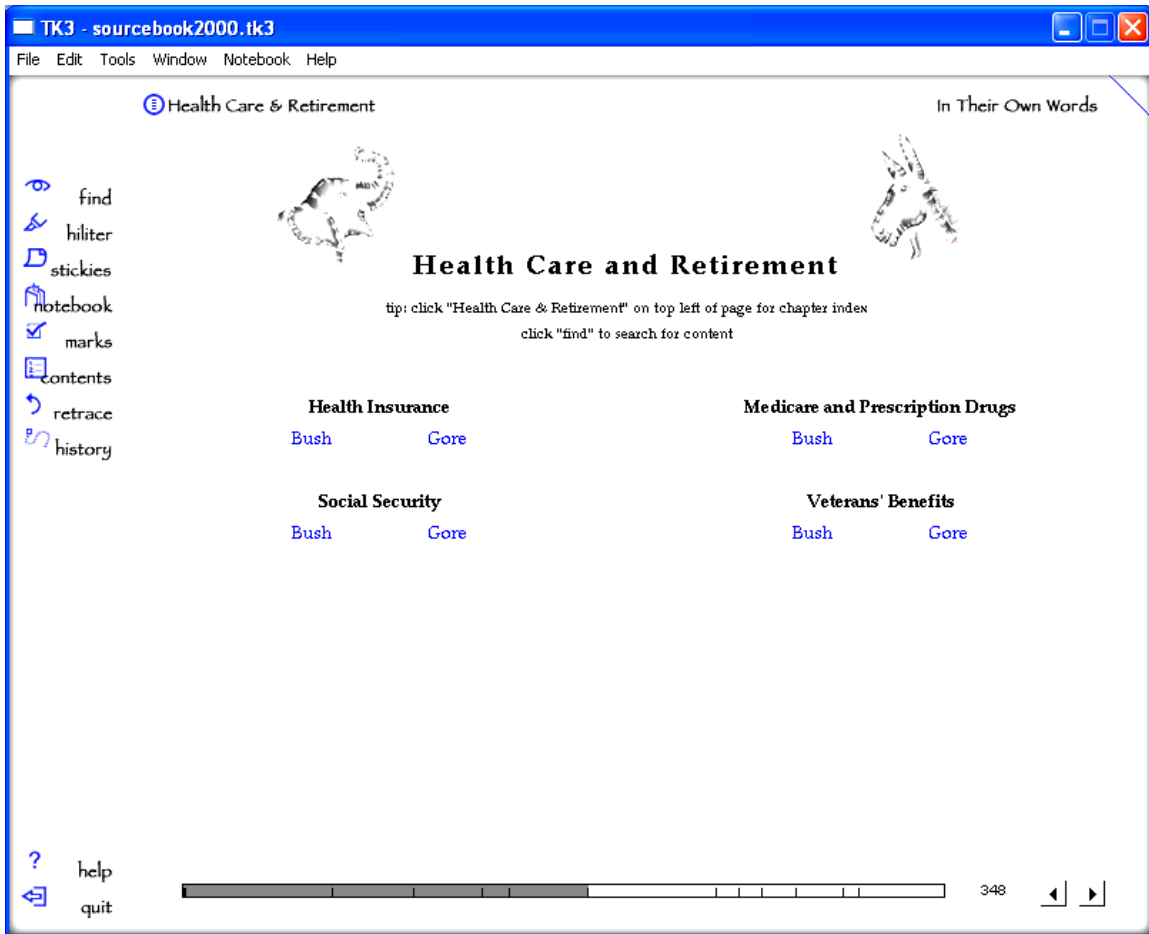 TK3 - sourcebook2000.tk3
File Edit Tools Window Notebook Help
Health Care & Retirement
In Their Own Words
find
hiliter
stickies
notebook
marks
contents
retrace
history
Health Care and Retirement
tip: click "Health Care & Retirement" on top left of page for chapter index
click "find" to search for content
Health Insurance
Bush Gore
Medicare and Prescription Drugs
Bush Gore
Social Security
Bush Gore
Veterans' Benefits
Bush Gore
? help
quit
348